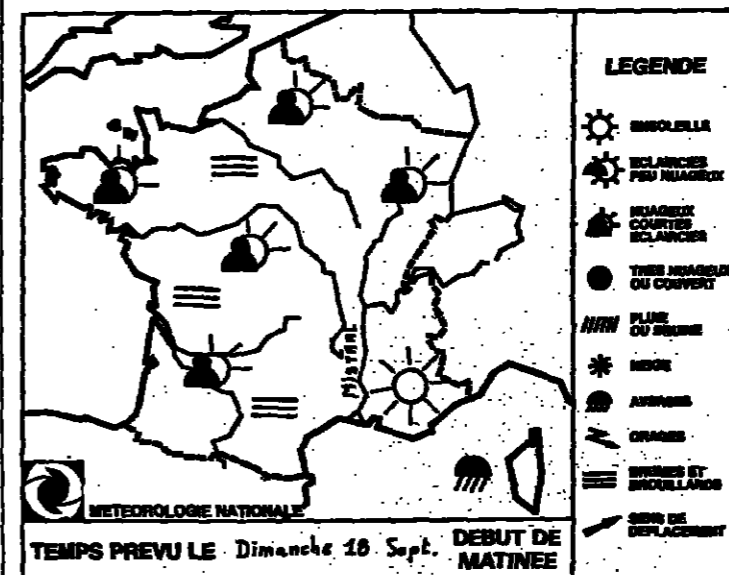 MISTRAL
METEOROLOGIE NATIONALE
TEMPS PREVU LE Dimanche 18 Sept. DEBUT DE
MATINEE
LEGENDE
ENSOLEILLE
ECLAIRCIES
PEU NUAGEUX
NUAGEUX
COURTES
ECLAIRCIES
TRES NUAGEUX
OU COUVERT
PLUIE
OU BRUINE
NEIGE
AVERSES
ORAGES
BRUMES ET
BROUILLARDS
SENS DE
DEPLACEMENT